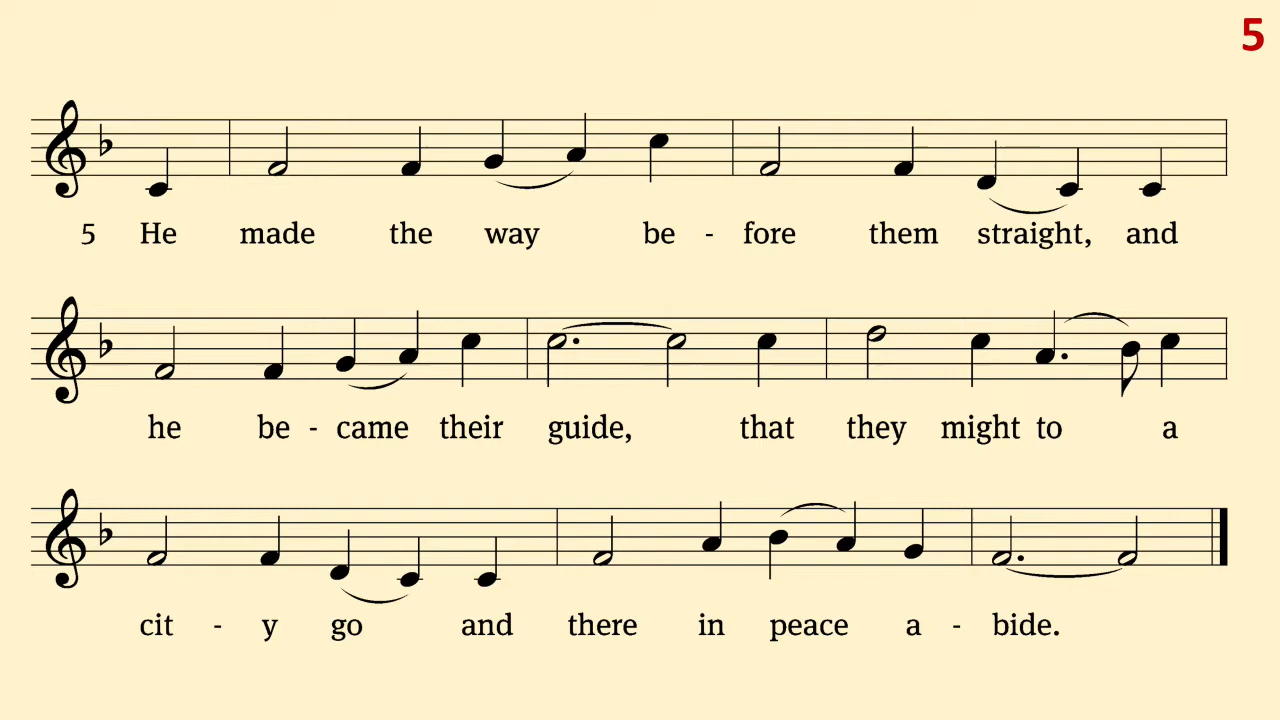 5
5 He made the way be - fore them straight, and
he be - came their guide, that they might to a
cit - y go and there in peace a - bide.